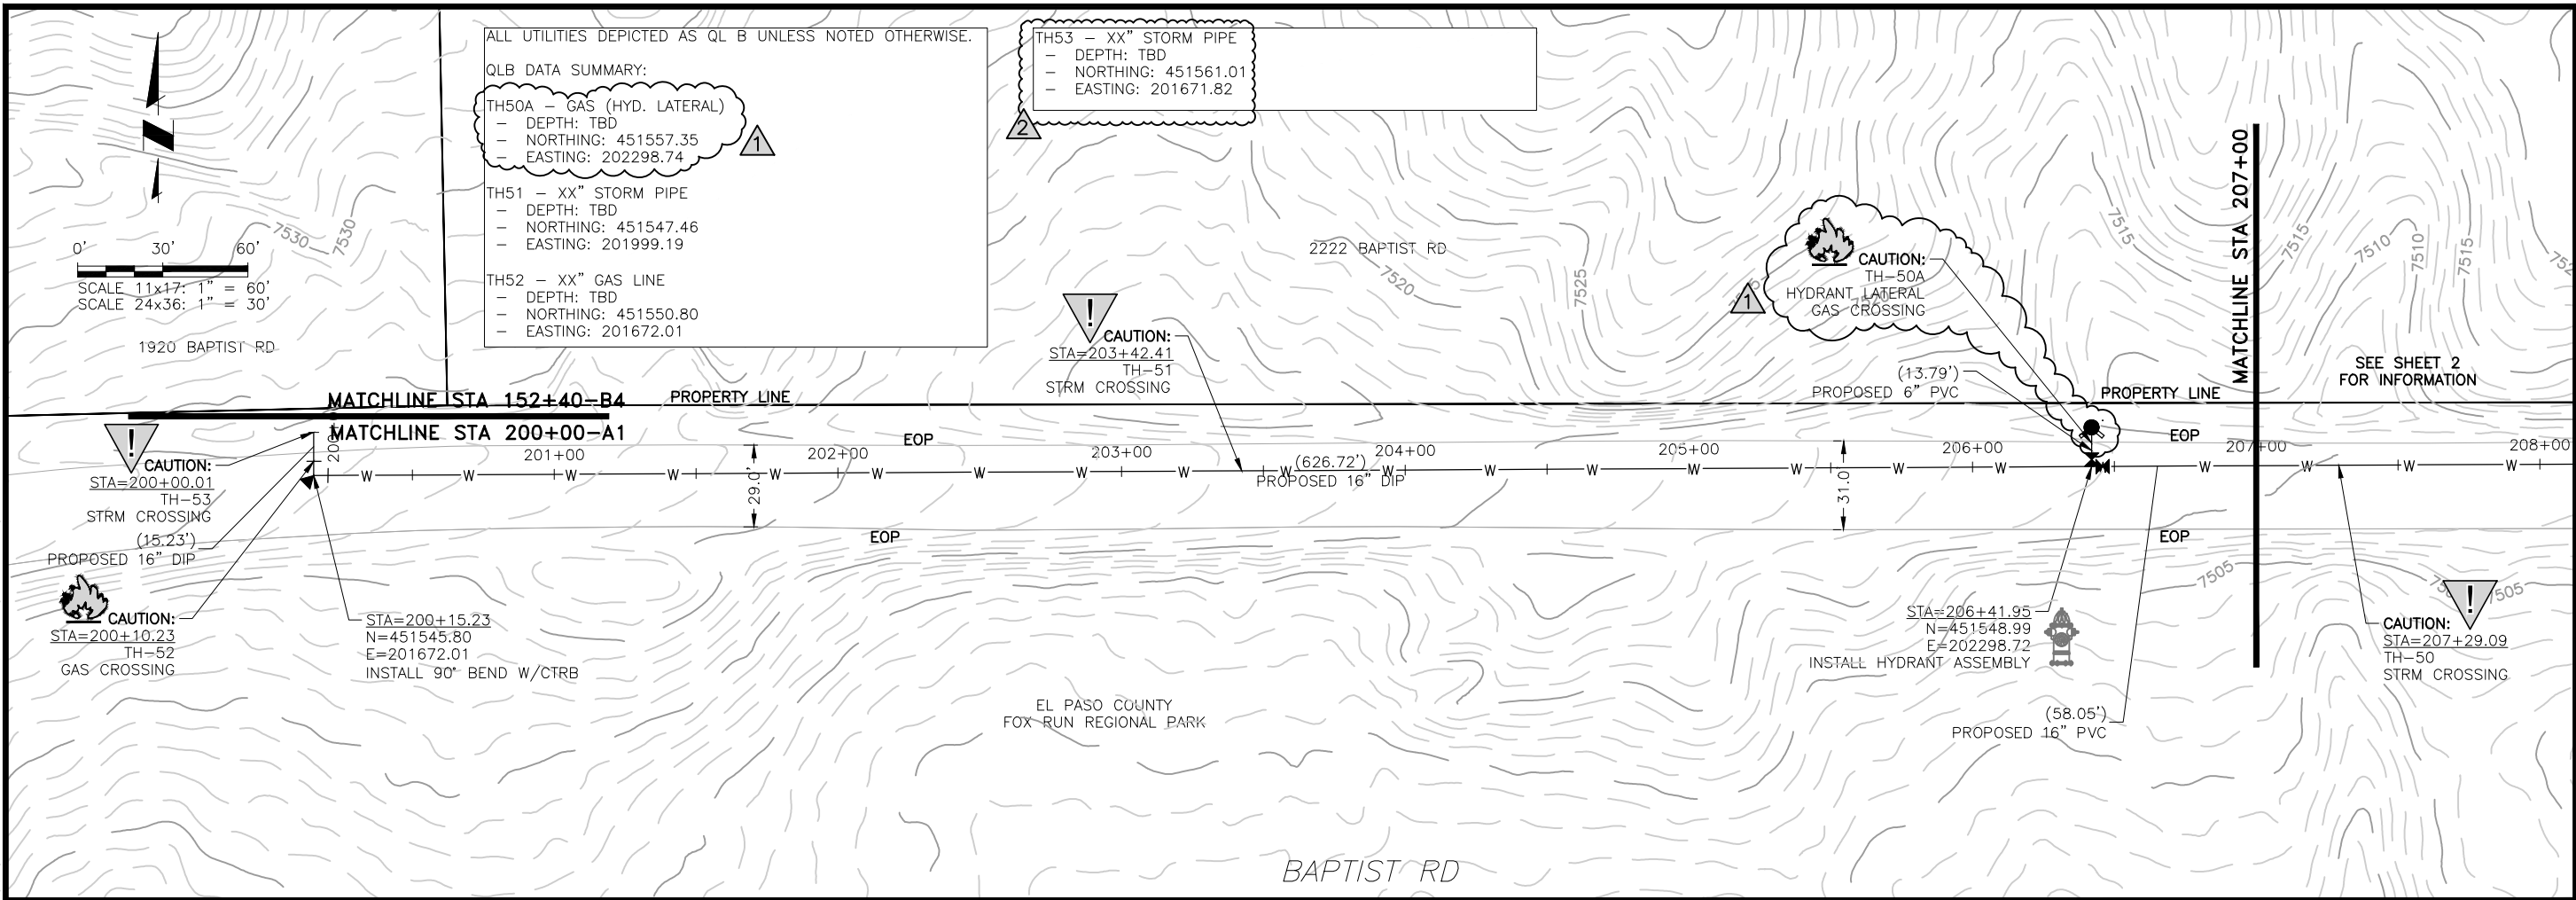 ALL UTILITIES DEPICTED AS QL B UNLESS NOTED OTHERWISE.
QLB DATA SUMMARY:
TH50A – GAS (HYD. LATERAL)
– DEPTH: TBD
– NORTHING: 451557.35
– EASTING: 202298.74
1
TH51 – XX" STORM PIPE
– DEPTH: TBD
– NORTHING: 451547.46
– EASTING: 201999.19
TH52 – XX" GAS LINE
– DEPTH: TBD
– NORTHING: 451550.80
– EASTING: 201672.01
TH53 – XX" STORM PIPE
– DEPTH: TBD
– NORTHING: 451561.01
– EASTING: 201671.82
2
7530
7530
0' 30' 60'
SCALE 11x17: 1" = 60'
SCALE 24x36: 1" = 30'
1920 BAPTIST RD
2222 BAPTIST RD
7520
7525
7515
7515
7510
7510
7515
!
CAUTION:
STA=203+42.41
TH-51
STRM CROSSING
1
CAUTION:
TH-50A
HYDRANT LATERAL
GAS CROSSING
7520
(13.79')
PROPOSED 6" PVC
MATCHLINE STA 207+00
SEE SHEET 2
FOR INFORMATION
MATCHLINE STA 152+40-B4
MATCHLINE STA 200+00-A1
PROPERTY LINE
PROPERTY LINE
EOP
EOP
201+00
202+00
203+00
204+00
205+00
206+00
207+00
208+00
W W W W W W W W W W W W W W W W W W W W W
29.0'
31.0'
(626.72')
PROPOSED 16" DIP
EOP
EOP
!
CAUTION:
STA=200+00.01
TH-53
STRM CROSSING
(15.23')
PROPOSED 16" DIP
CAUTION:
STA=200+10.23
TH-52
GAS CROSSING
STA=200+15.23
N=451545.80
E=201672.01
INSTALL 90° BEND W/CTRB
EL PASO COUNTY
FOX RUN REGIONAL PARK
STA=206+41.95
N=451548.99
E=202298.72
INSTALL HYDRANT ASSEMBLY
(58.05')
PROPOSED 16" PVC
7505
7505
!
CAUTION:
STA=207+29.09
TH-50
STRM CROSSING
BAPTIST RD